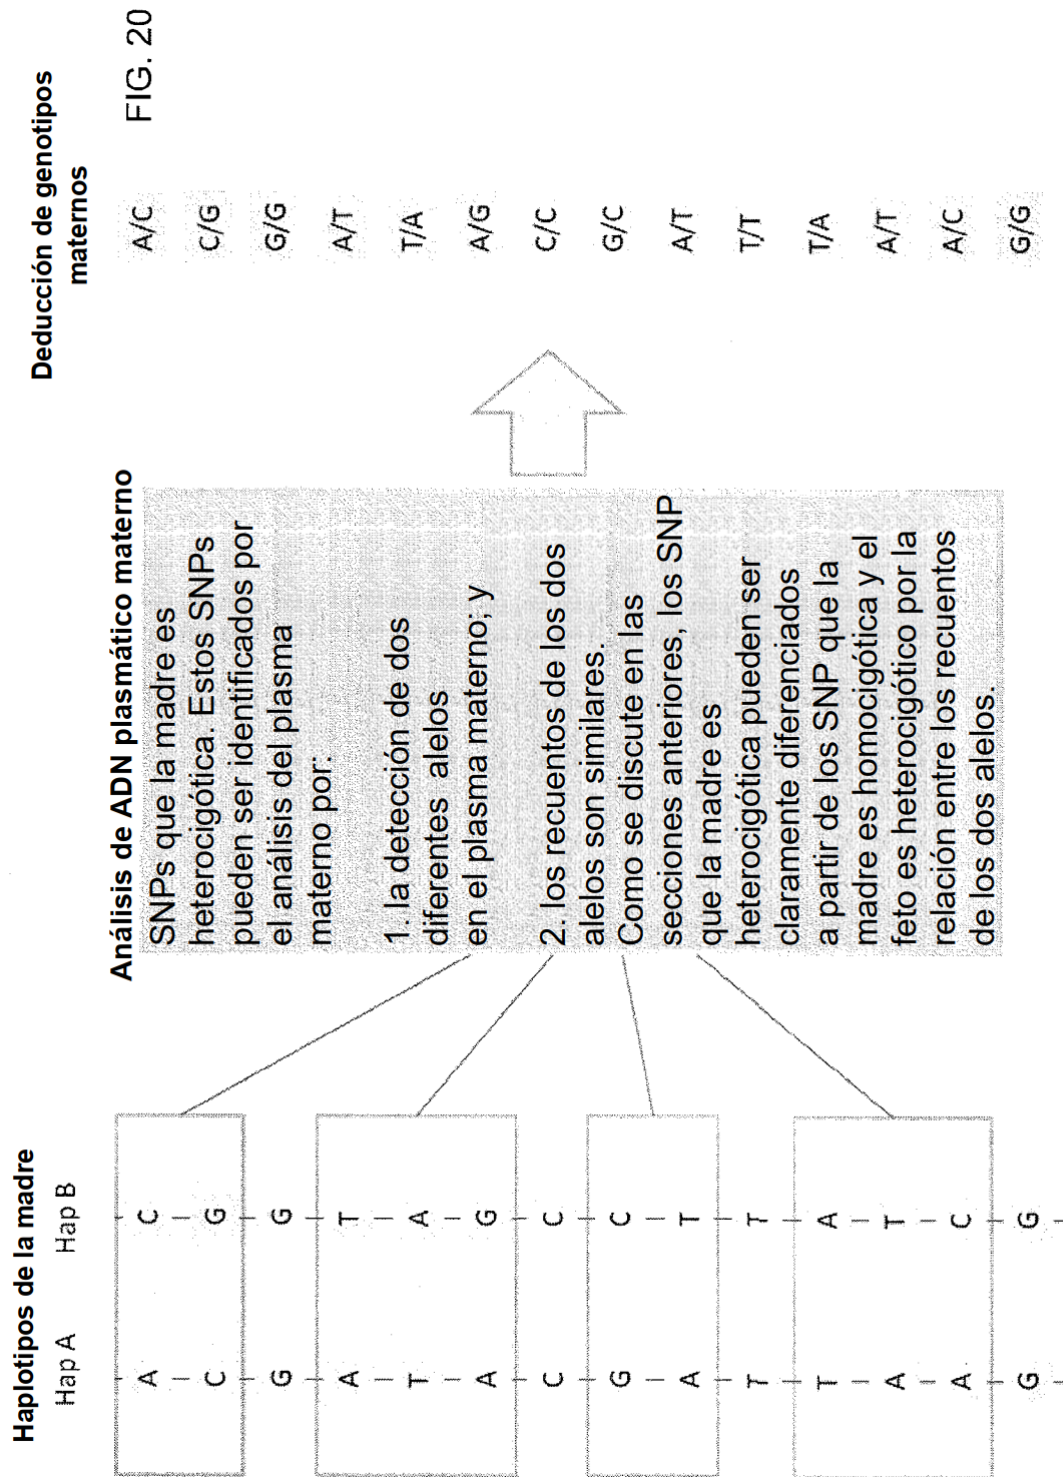 FIG. 20
Haplotipos de la madre
Hap A Hap B
A C
C G
G G
A T
T A
A G
C C
G C
A T
T T
T A
A T
A C
G G
Análisis de ADN plasmático materno
SNPs que la madre es
heterocigótica. Estos SNPs
pueden ser identificados por
el análisis del plasma
materno por:
1. la detección de dos
diferentes alelos
en el plasma materno; y
2. los recuentos de los dos
alelos son similares.
Como se discute en las
secciones anteriores, los SNP
que la madre es
heterocigótica pueden ser
claramente diferenciados
a partir de los SNP que la
madre es homocigótica y el
feto es heterocigótico por la
relación entre los recuentos
de los dos alelos.
Deducción de genotipos
maternos
A/C
C/G
G/G
A/T
T/A
A/G
C/C
G/C
A/T
T/T
T/A
A/T
A/C
G/G